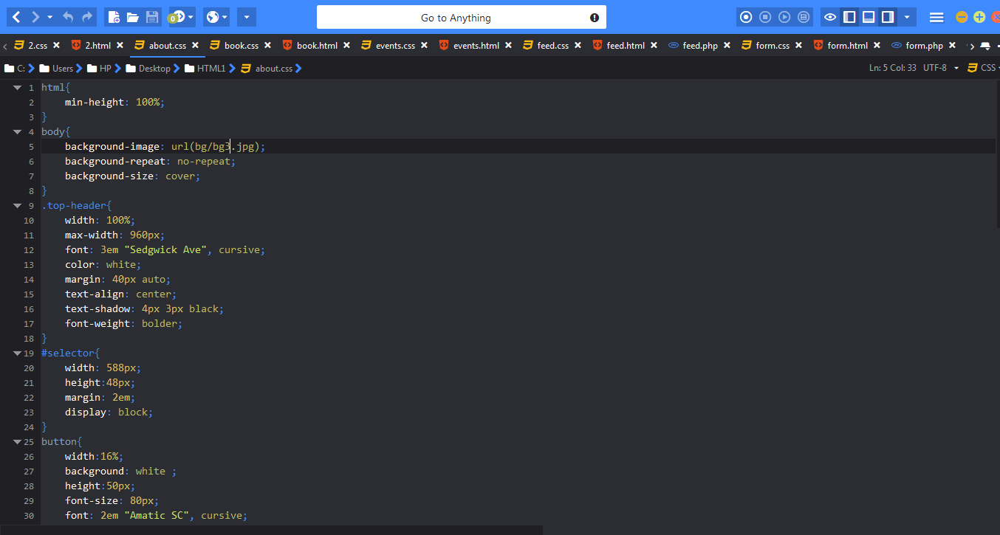 0
Go to Anything
2.css 2.html about.css book.css book.html events.css events.html feed.css feed.html feed.php form.css form.html form.php
C: Users HP Desktop HTML1 about.css Ln: 5 Col: 33 UTF-8 CSS
1 html{
2 min-height: 100%;
3 }
4 body{
5 background-image: url(bg/bg3.jpg);
6 background-repeat: no-repeat;
7 background-size: cover;
8 }
9 .top-header{
10 width: 100%;
11 max-width: 960px;
12 font: 3em "Sedgwick Ave", cursive;
13 color: white;
14 margin: 40px auto;
15 text-align: center;
16 text-shadow: 4px 3px black;
17 font-weight: bolder;
18 }
19 #selector{
20 width: 588px;
21 height:48px;
22 margin: 2em;
23 display: block;
24 }
25 button{
26 width:16%;
27 background: white ;
28 height:50px;
29 font-size: 80px;
30 font: 2em "Amatic SC", cursive;